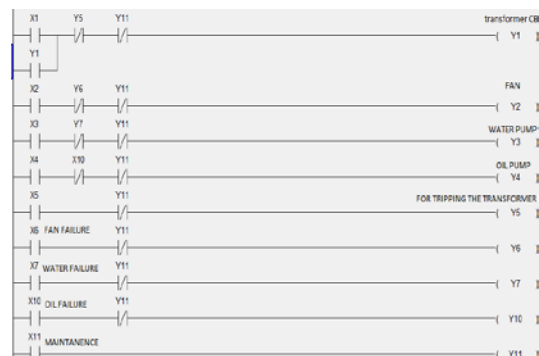 X1 Y5 Y11 transformer CB
Y1
Y1
X2 Y6 Y11 FAN
Y2
X3 Y7 Y11 WATER PUMP
Y3
X4 X10 Y11 OIL PUMP
Y4
X5 Y11 FOR TRIPPING THE TRANSFORMER
Y5
X6 FAN FAILURE Y11
Y6
X7 WATER FAILURE Y11
Y7
X10 OIL FAILURE Y11
Y10
X11 MAINTANENCE
Y11